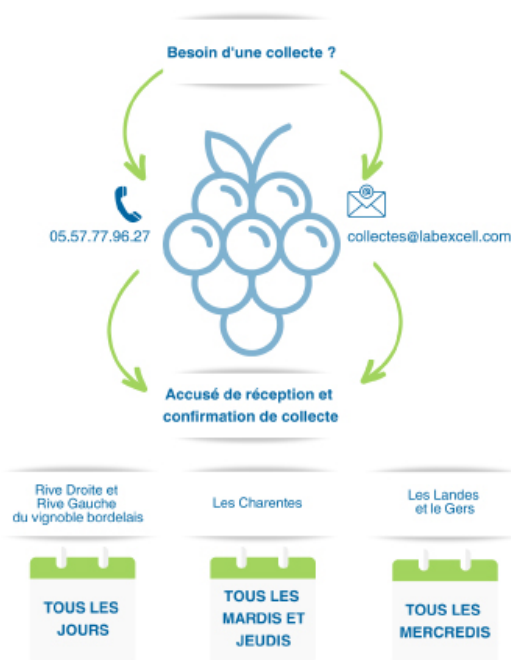 Besoin d'une collecte ?
05.57.77.96.27
collectes@labexcell.com
Accusé de réception et
confirmation de collecte
Rive Droite et
Rive Gauche
du vignoble bordelais
TOUS LES
JOURS
Les Charentes
TOUS LES
MARDIS ET
JEUDIS
Les Landes
et le Gers
TOUS LES
MERCREDIS